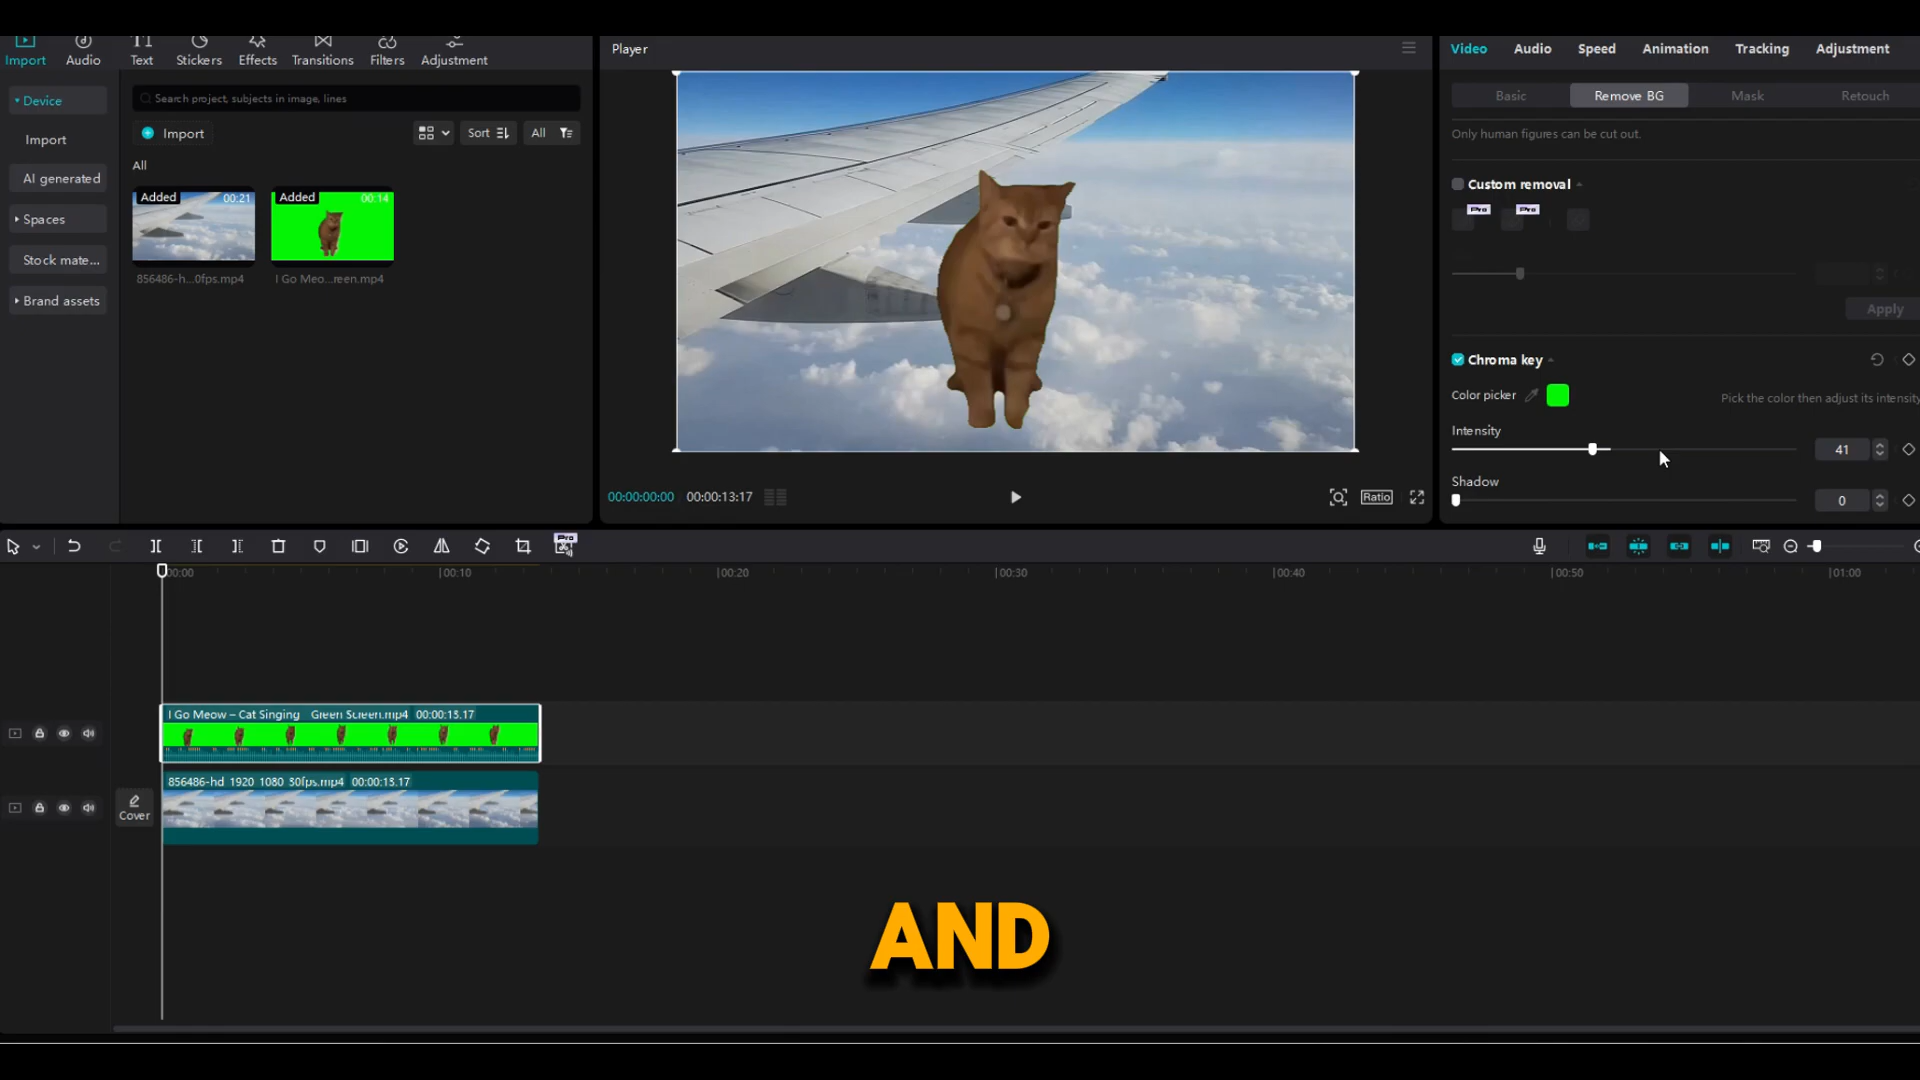 Import Audio Text Stickers Effects Transitions Filters Adjustment
Device
Import
AI generated
Spaces
Stock mate...
Brand assets
Search project, subjects in image, lines
Import
Sort
All
All
Added 00:21
Added 00:14
856486-h...0fps.mp4
I Go Meo...reen.mp4
Player
00:00:00:00 00:00:13:17
Ratio
Video Audio Speed Animation Tracking Adjustment
Basic Remove BG Mask Retouch
Only human figures can be cut out.
Custom removal
Pro Pro
Apply
Chroma key
Color picker
Pick the color then adjust its intensity
Intensity
41
Shadow
0
Pro
00:00 00:10 00:20 00:30 00:40 00:50 01:00
I Go Meow – Cat Singing Green Screen.mp4 00:00:13:17
Cover
856486-hd_1920_1080_30fps.mp4 00:00:13:17
AND